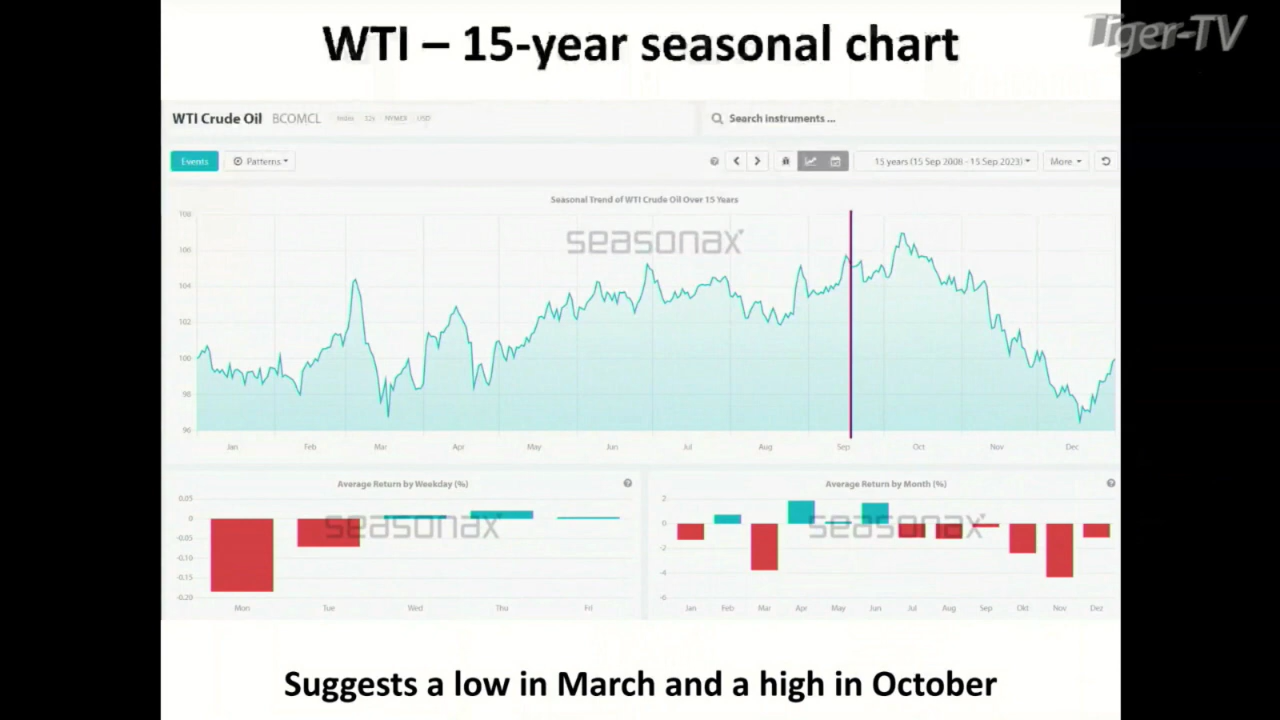 WTI – 15-year seasonal chart
Tiger-TV
WTI Crude Oil BCOMCL Index NYMEX USD
Search instruments ...
Events Patterns
15 years (15 Sep 2008 - 15 Sep 2023) More
Seasonal Trend of WTI Crude Oil Over 15 Years
seasonax
108
106
104
102
100
98
96
Jan Feb Mar Apr May Jun Jul Aug Sep Oct Nov Dec
Average Return by Weekday (%)
seasonax
0.05
0
-0.05
-0.10
-0.15
-0.20
Mon Tue Wed Thu Fri
Average Return by Month (%)
seasonax
2
0
-2
-4
-6
Jan Feb Mar Apr May Jun Jul Aug Sep Okt Nov Dez
Suggests a low in March and a high in October